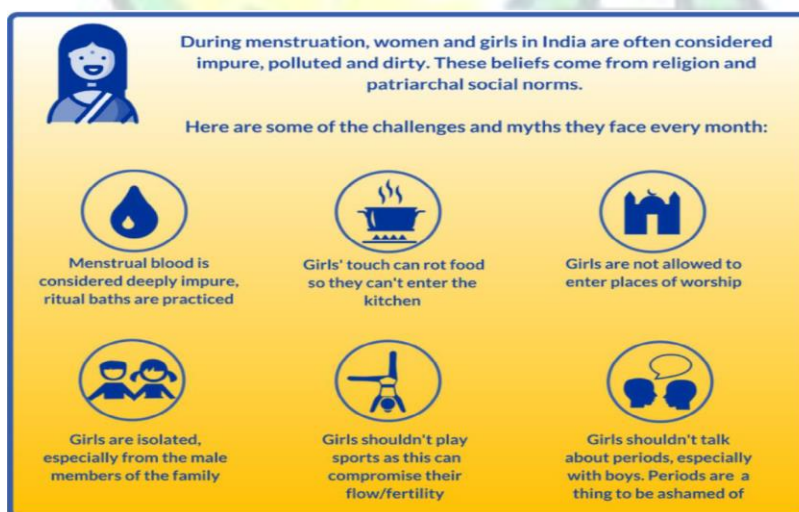 During menstruation, women and girls in India are often considered
impure, polluted and dirty. These beliefs come from religion and
patriarchal social norms.
Here are some of the challenges and myths they face every month:
Menstrual blood is
considered deeply impure,
ritual baths are practiced
Girls' touch can rot food
so they can't enter the
kitchen
Girls are not allowed to
enter places of worship
Girls are isolated,
especially from the male
members of the family
Girls shouldn't play
sports as this can
compromise their
flow/fertility
Girls shouldn't talk
about periods, especially
with boys. Periods are a
thing to be ashamed of